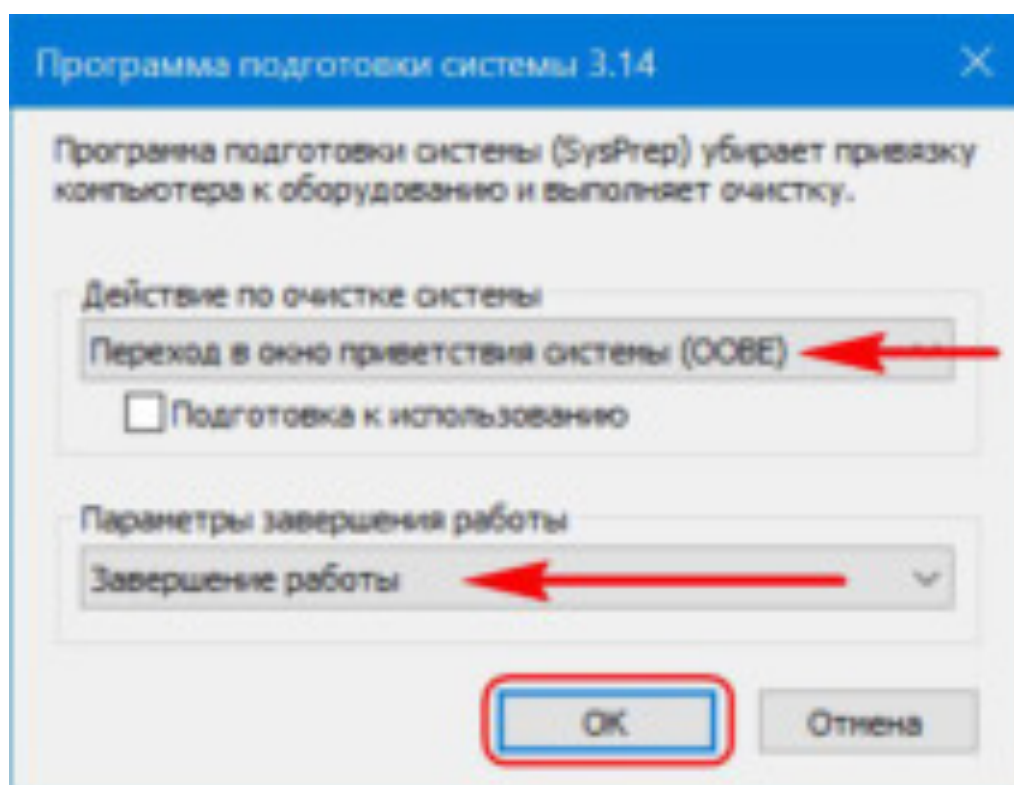 Программа подготовки системы 3.14
Программа подготовки системы (SysPrep) убирает привязку
компьютера к оборудованию и выполняет очистку.
Действие по очистке системы
Переход в окно приветствия системы (OOBE)
Подготовка к использованию
Параметры завершения работы
Завершение работы
ОК
Отмена